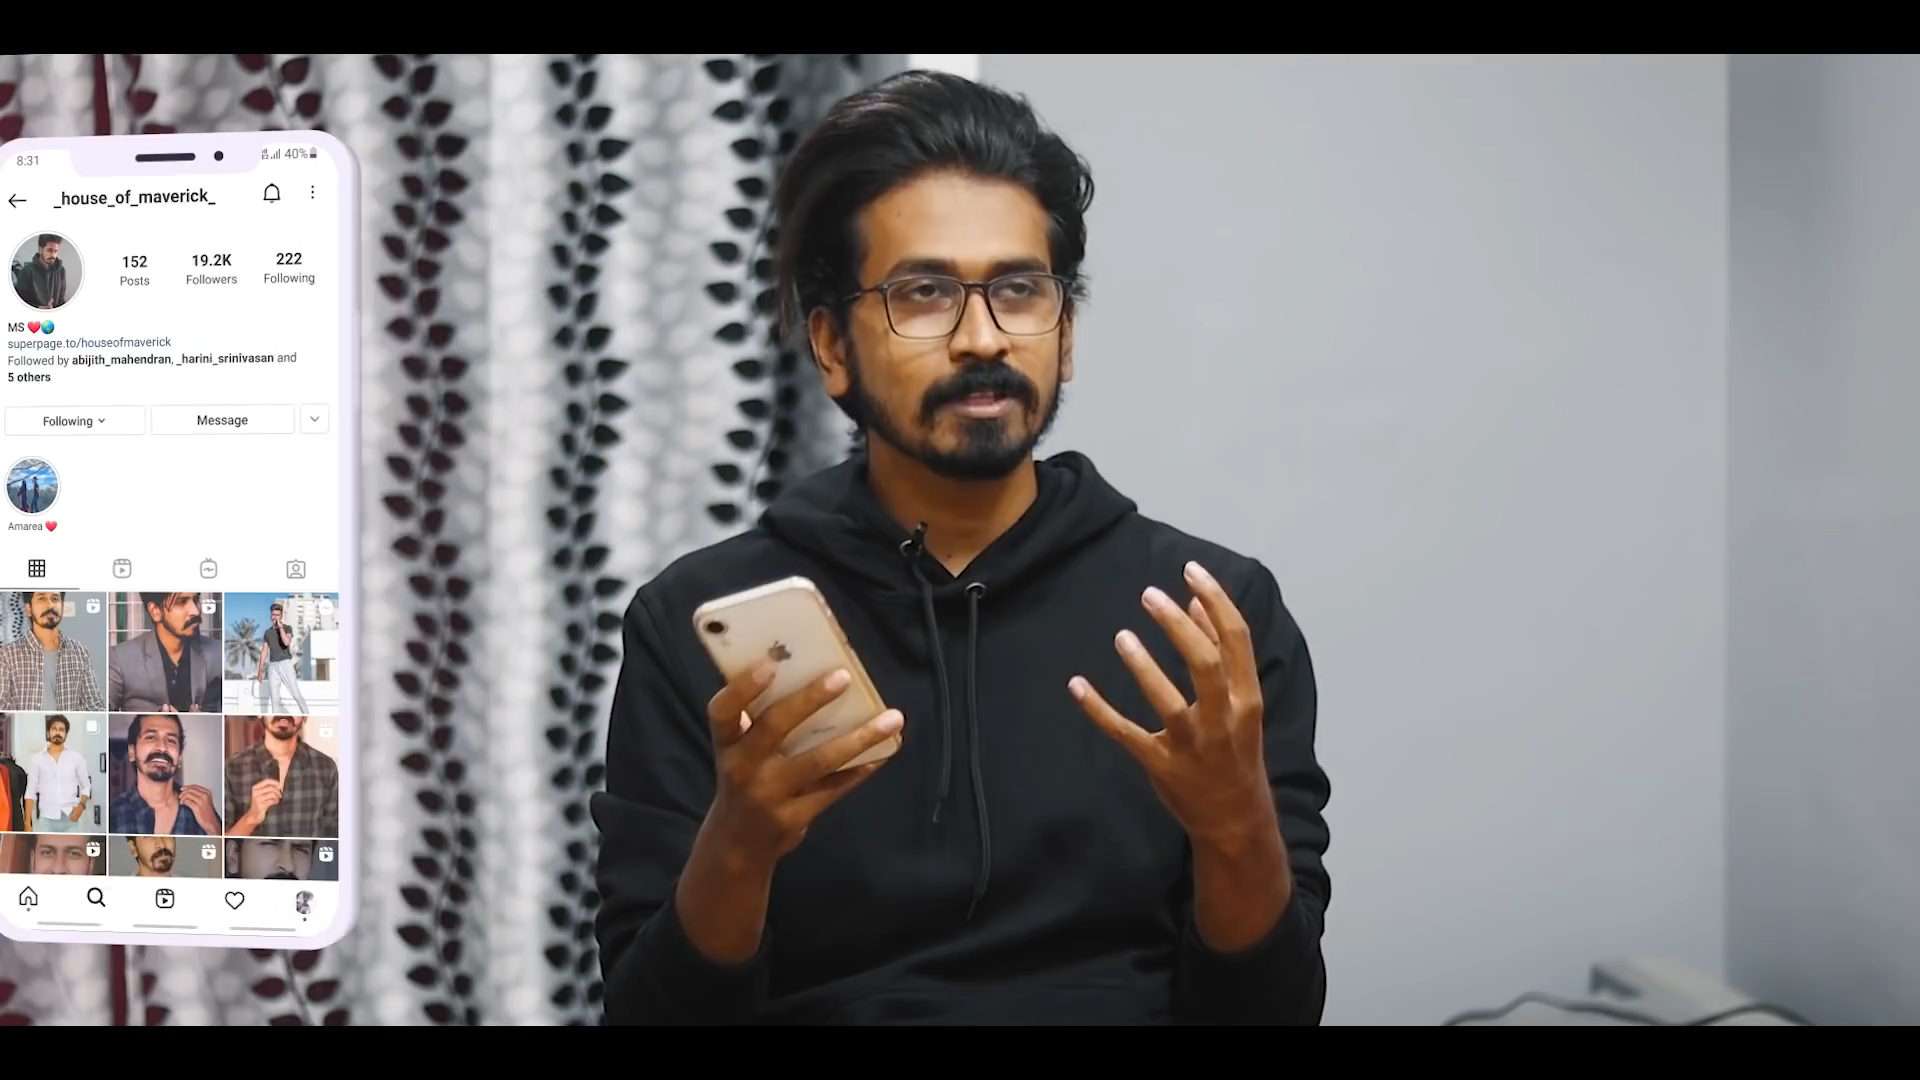 8:31
40%
_house_of_maverick_
152
19.2K
222
Posts
Followers
Following
MS ❤️🌏
superpage.to/houseofmaverick
Followed by abijith_mahendran, _harini_srinivasan and
5 others
Following
Message
Amarea ❤️